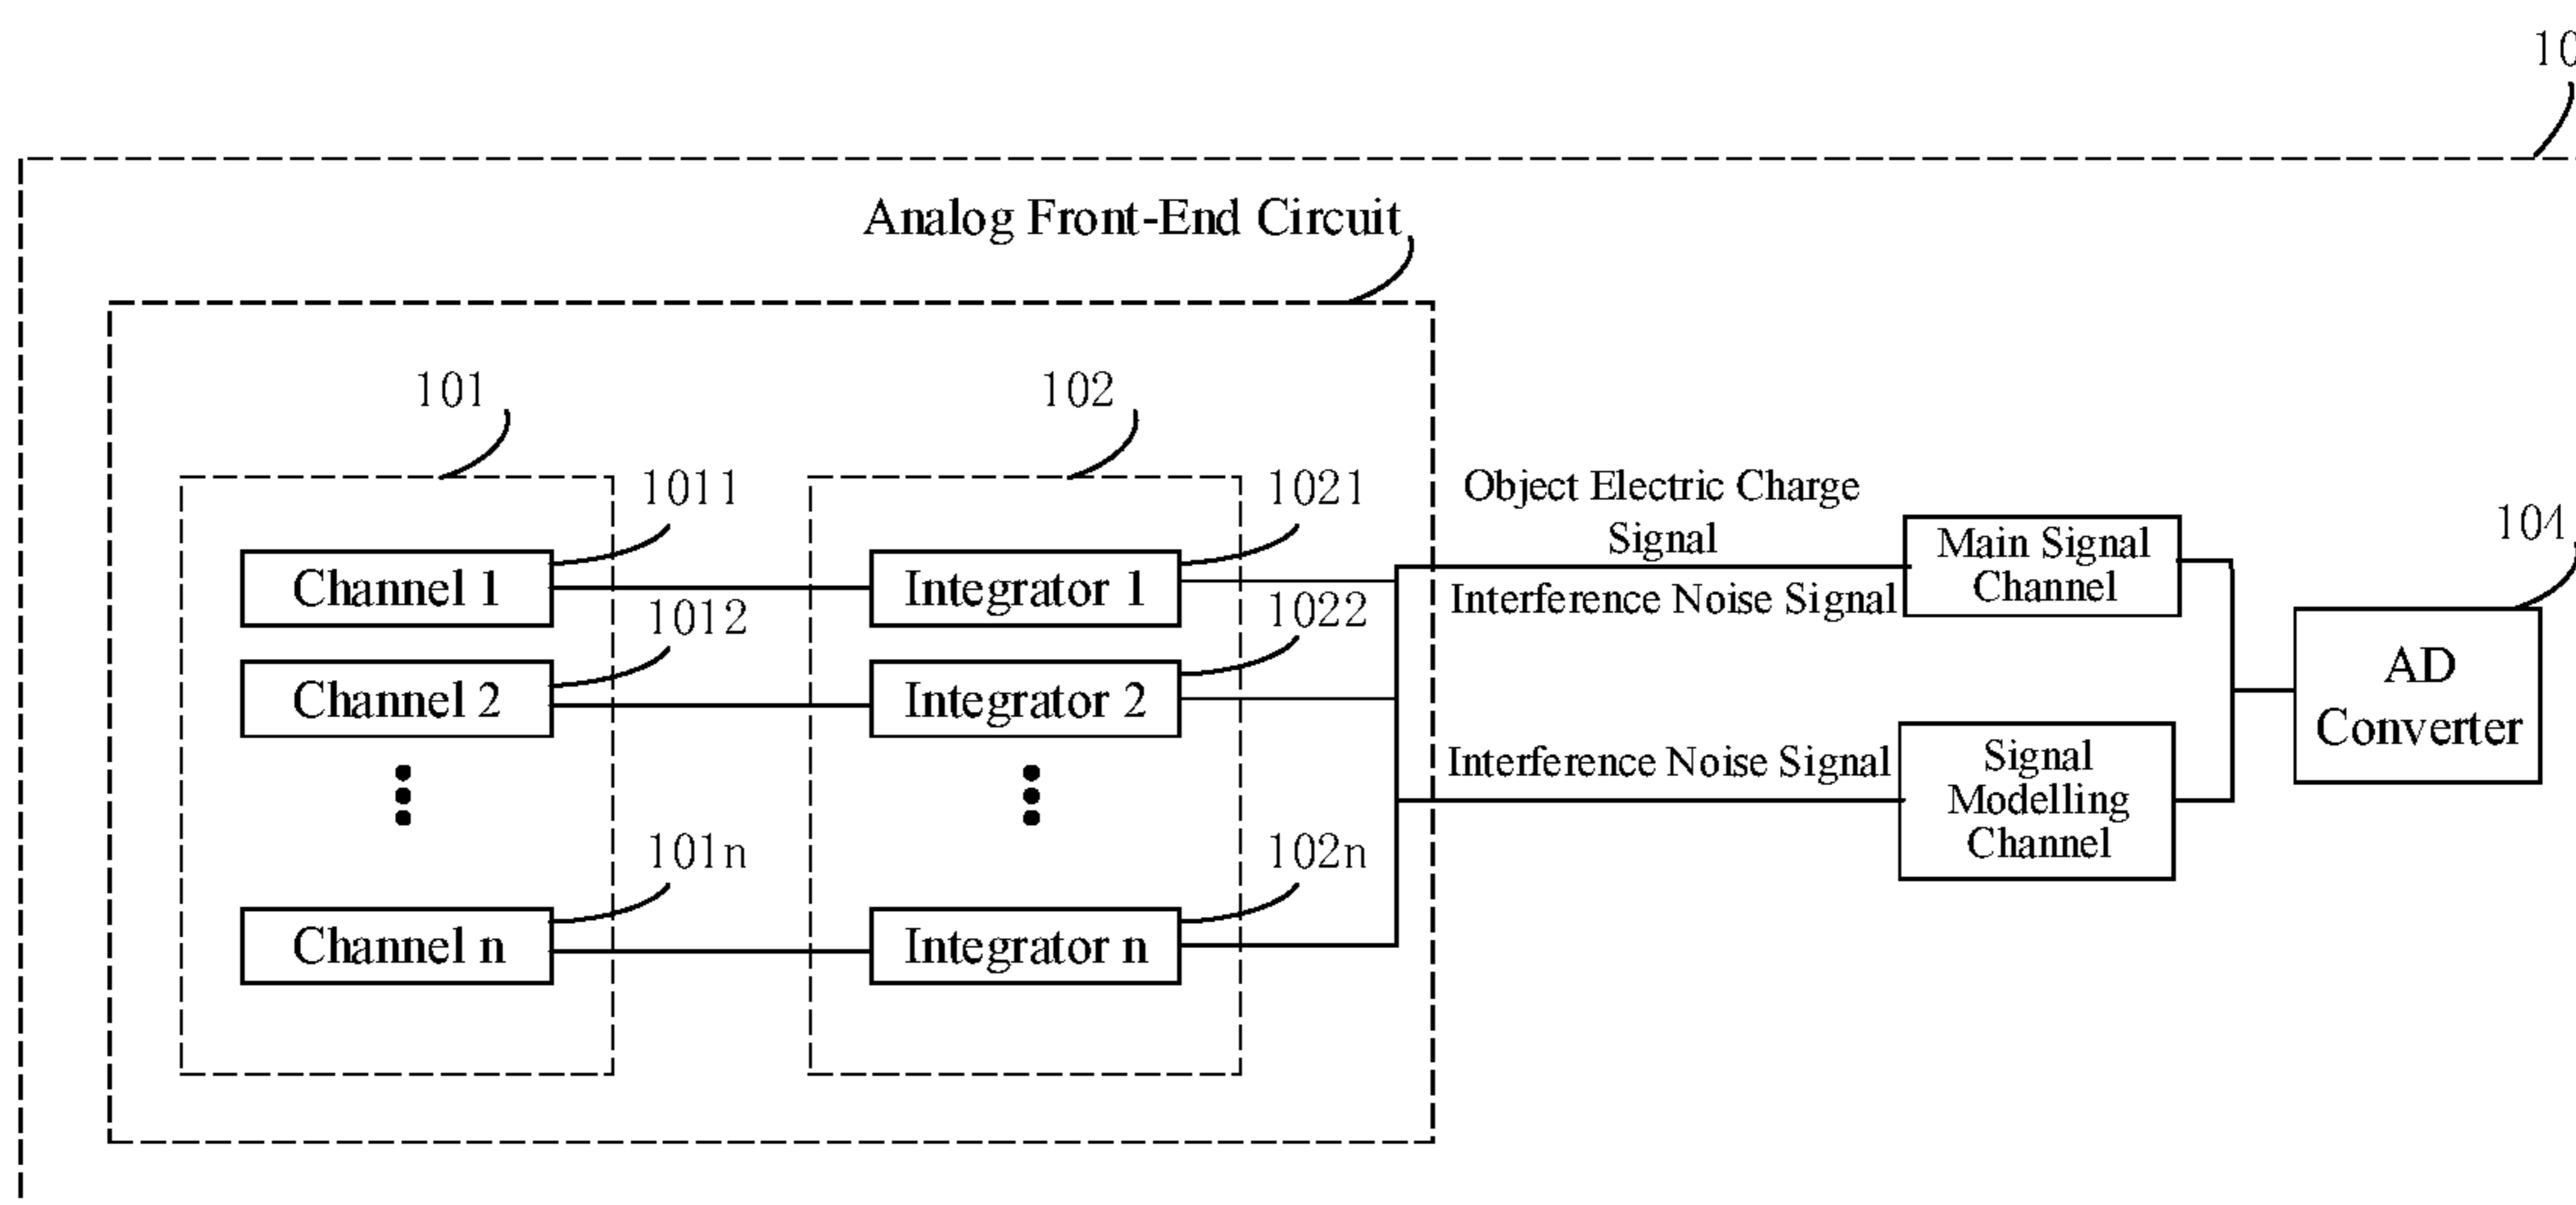 10
Analog Front-End Circuit
101
102
1011
1021
Object Electric Charge
Signal
Main Signal
Channel
104
Channel 1
Integrator 1
Interference Noise Signal
1012
1022
AD
Converter
Channel 2
Integrator 2
Interference Noise Signal
Signal
Modelling
Channel
101n
102n
Channel n
Integrator n